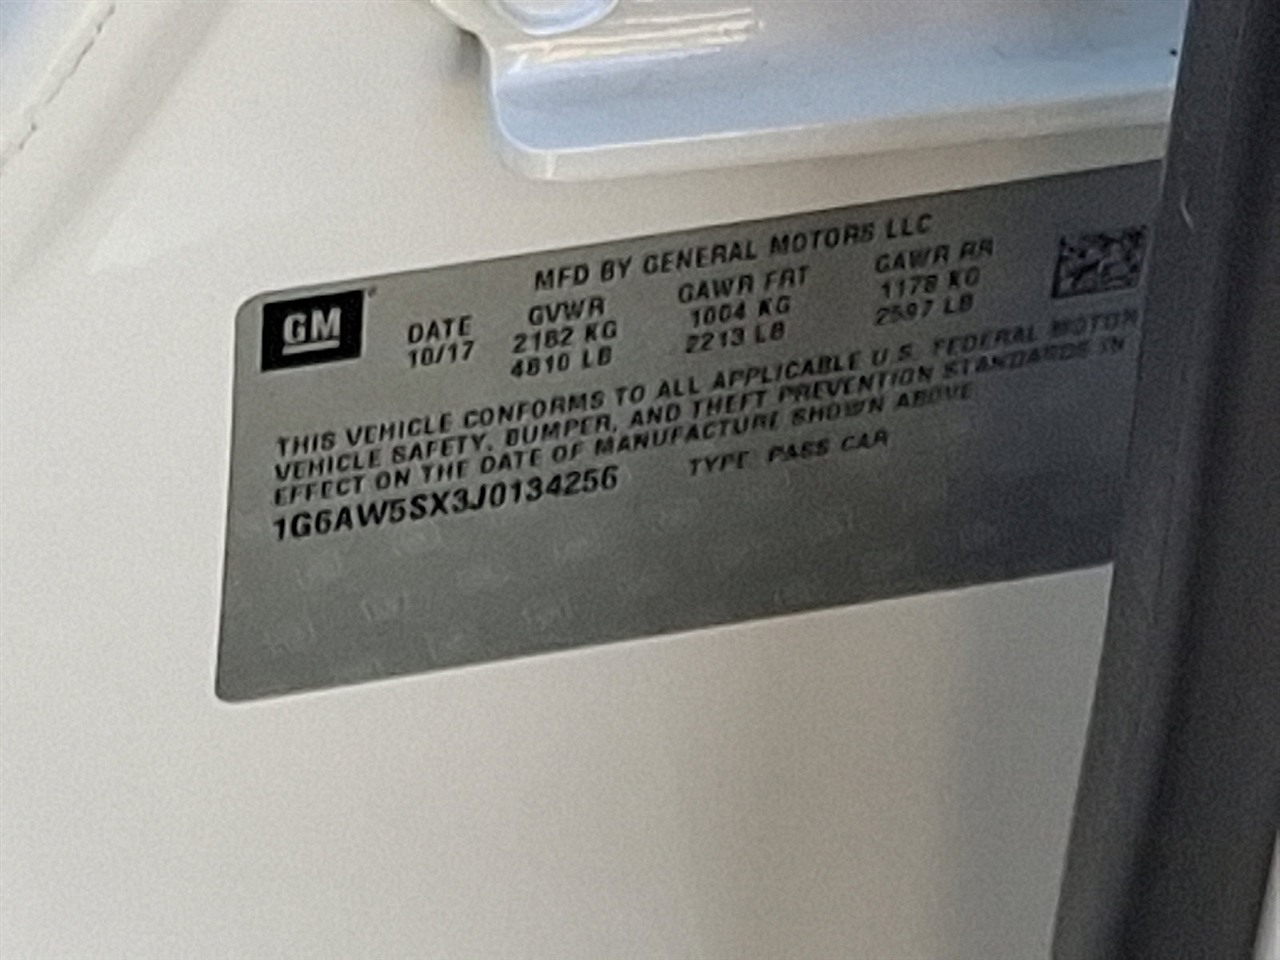 GM
MFD BY GENERAL MOTORS LLC
DATE GVWR GAWR FRT GAWR RR
10/17 2182 KG 1004 KG 1178 KG
4810 LB 2213 LB 2597 LB
THIS VEHICLE CONFORMS TO ALL APPLICABLE U.S. FEDERAL MOTOR
VEHICLE SAFETY, BUMPER, AND THEFT PREVENTION STANDARDS IN
EFFECT ON THE DATE OF MANUFACTURE SHOWN ABOVE
1G6AW5SX3J0134256 TYPE: PASS CAR